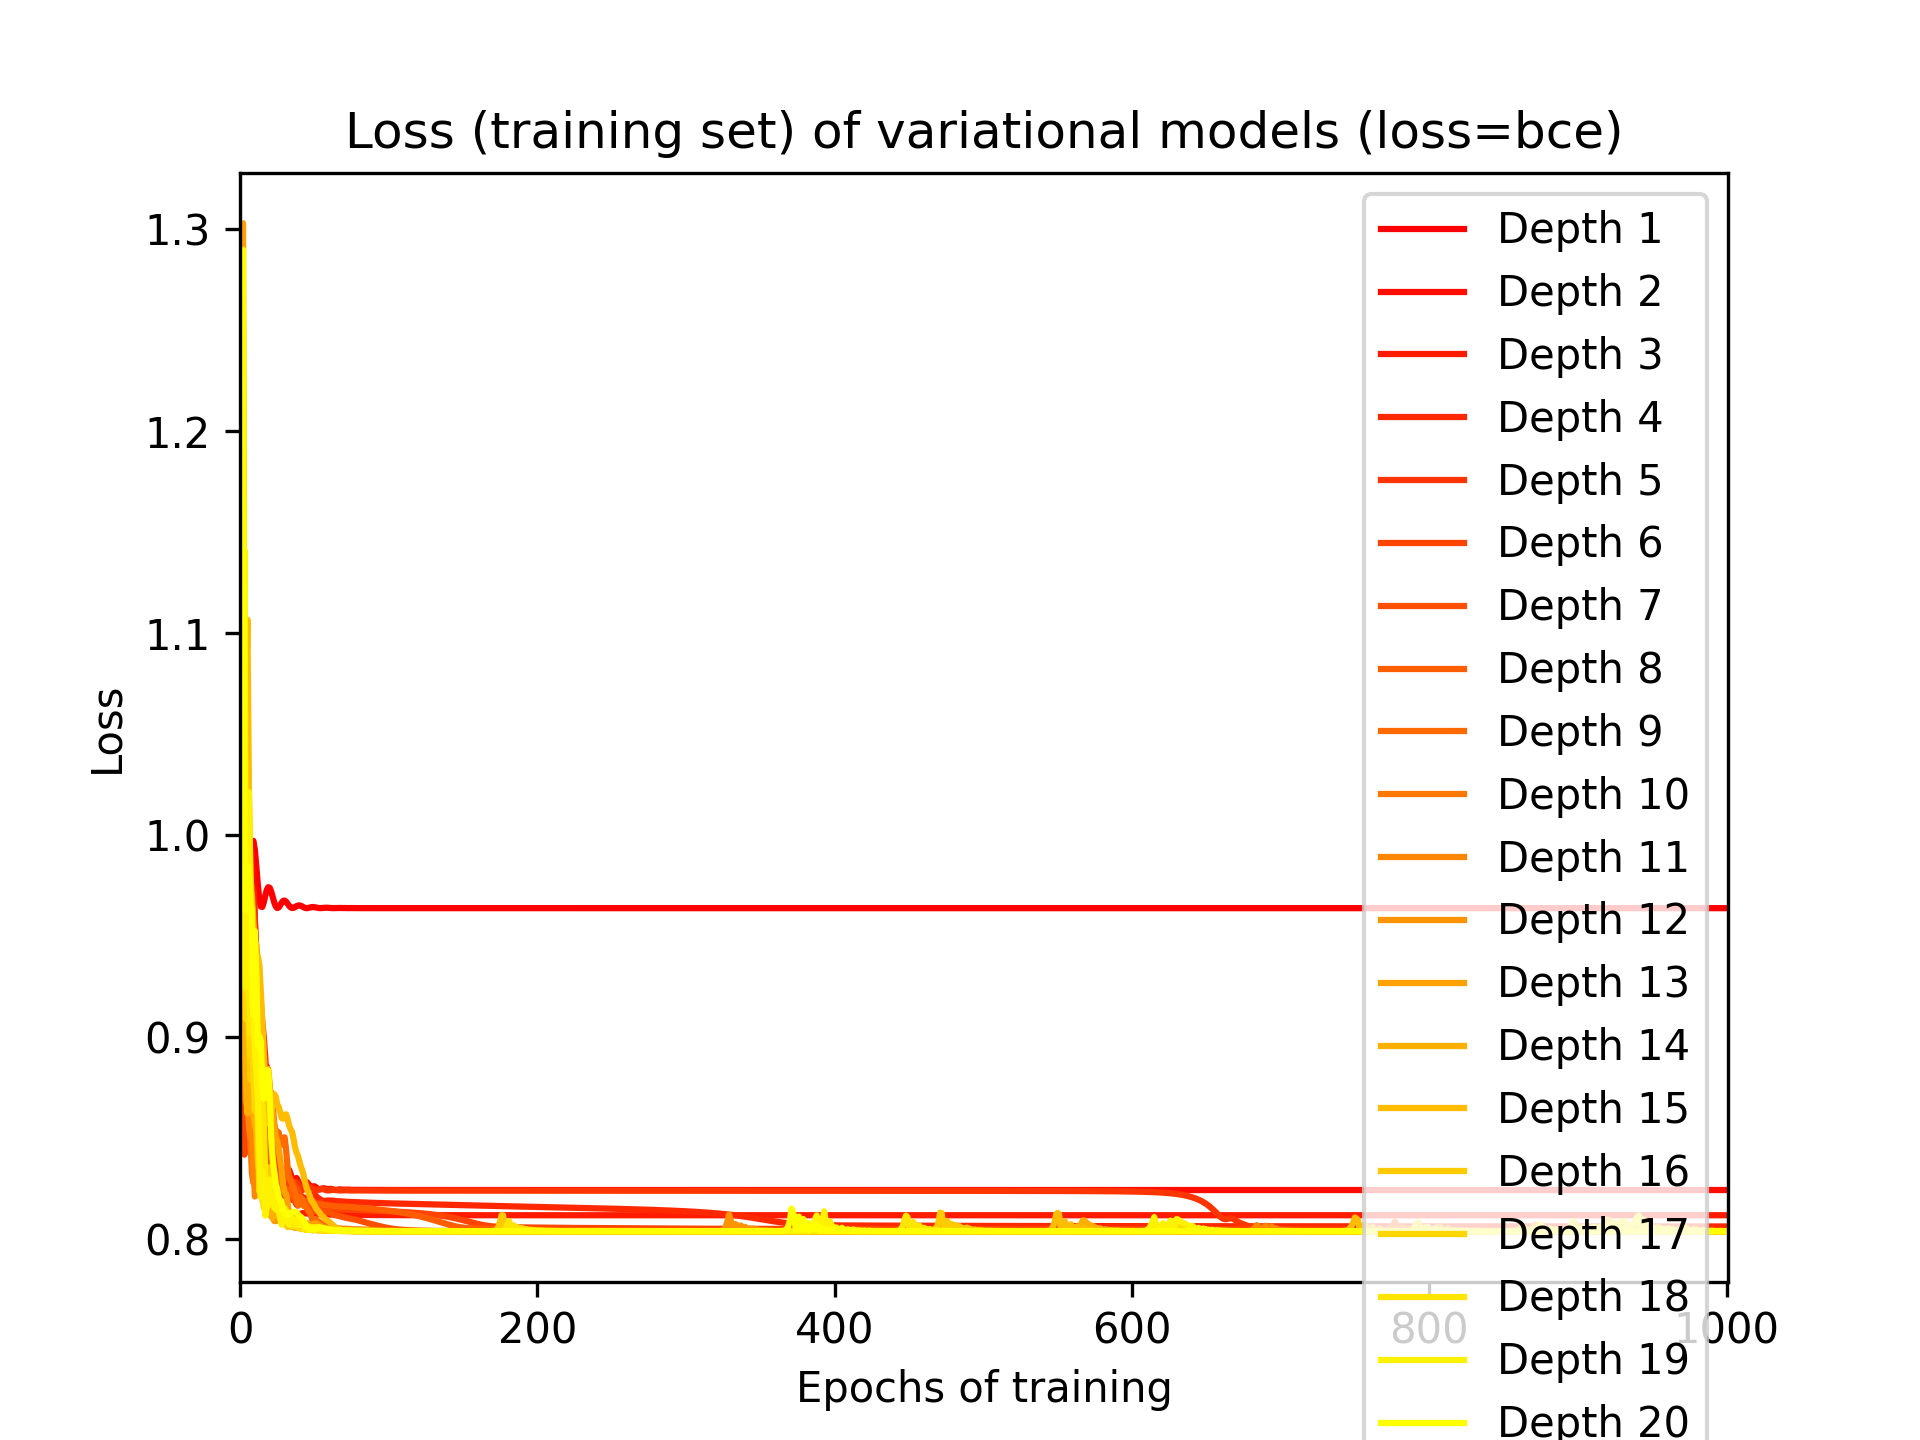 Loss (training set) of variational models (loss=bce)
1.3
1.2
1.1
1.0
0.9
0.8
Loss
0
200
400
600
800
1000
Epochs of training
Depth 1
Depth 2
Depth 3
Depth 4
Depth 5
Depth 6
Depth 7
Depth 8
Depth 9
Depth 10
Depth 11
Depth 12
Depth 13
Depth 14
Depth 15
Depth 16
Depth 17
Depth 18
Depth 19
Depth 20